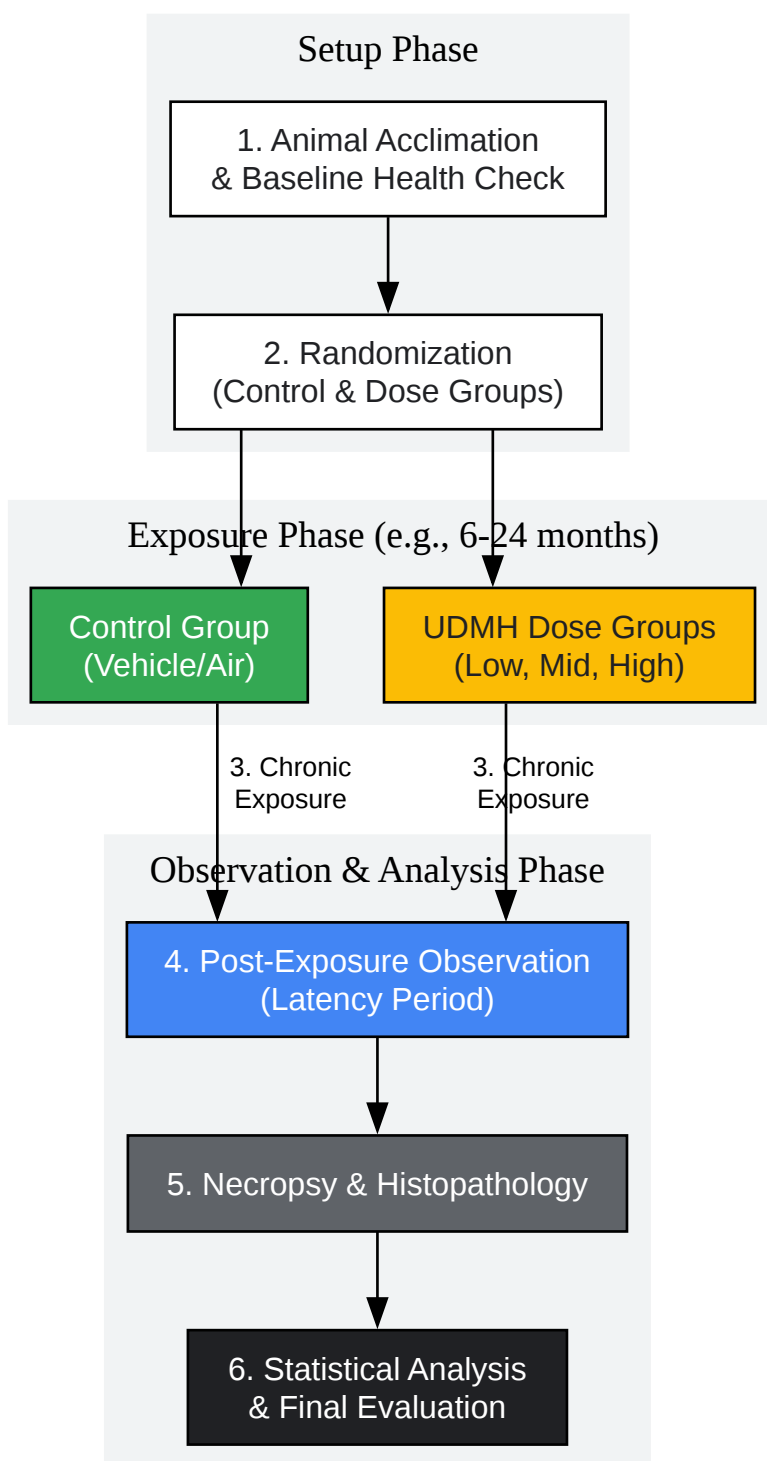 Setup Phase
1. Animal Acclimation
& Baseline Health Check
2. Randomization
(Control & Dose Groups)
Exposure Phase (e.g., 6-24 months)
Control Group
(Vehicle/Air)
UDMH Dose Groups
(Low, Mid, High)
3. Chronic
Exposure
3. Chronic
Exposure
Observation & Analysis Phase
4. Post-Exposure Observation
(Latency Period)
5. Necropsy & Histopathology
6. Statistical Analysis
& Final Evaluation